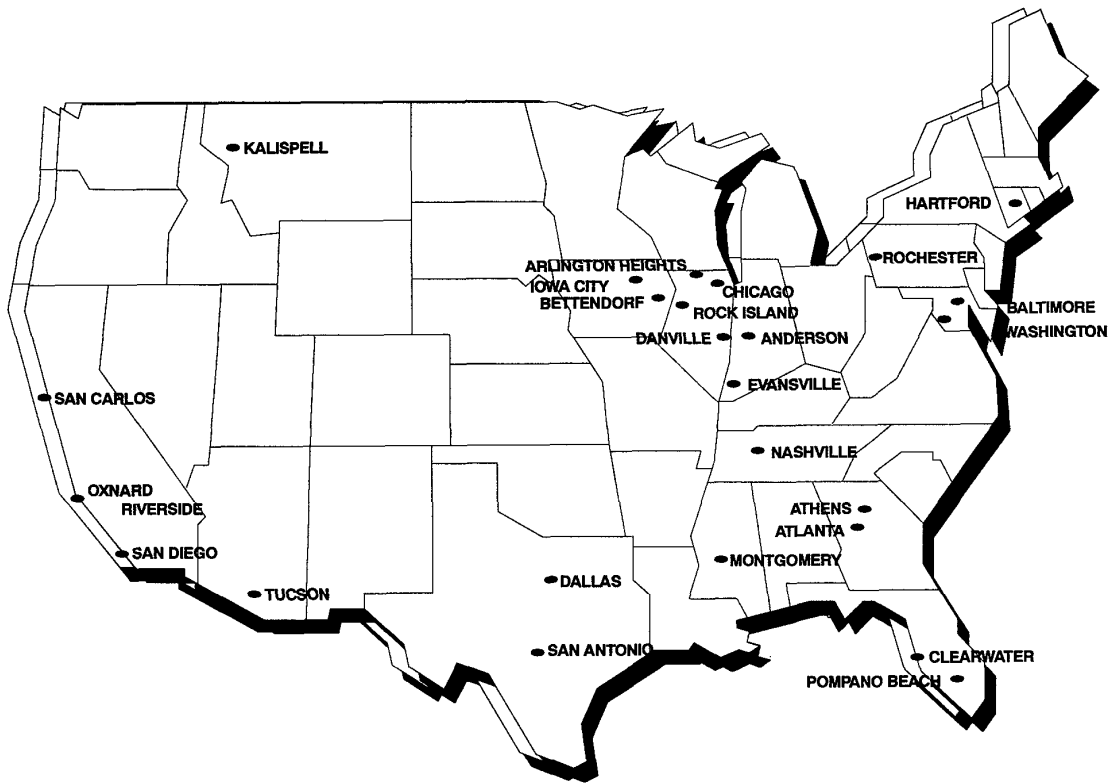 KALISPELL
HARTFORD
ROCHESTER
ARLINGTON HEIGHTS
IOWA CITY
CHICAGO
BETTENDORF
ROCK ISLAND
BALTIMORE
WASHINGTON
DANVILLE
ANDERSON
EVANSVILLE
SAN CARLOS
NASHVILLE
OXNARD
RIVERSIDE
ATHENS
ATLANTA
SAN DIEGO
MONTGOMERY
DALLAS
TUCSON
SAN ANTONIO
CLEARWATER
POMPANO BEACH